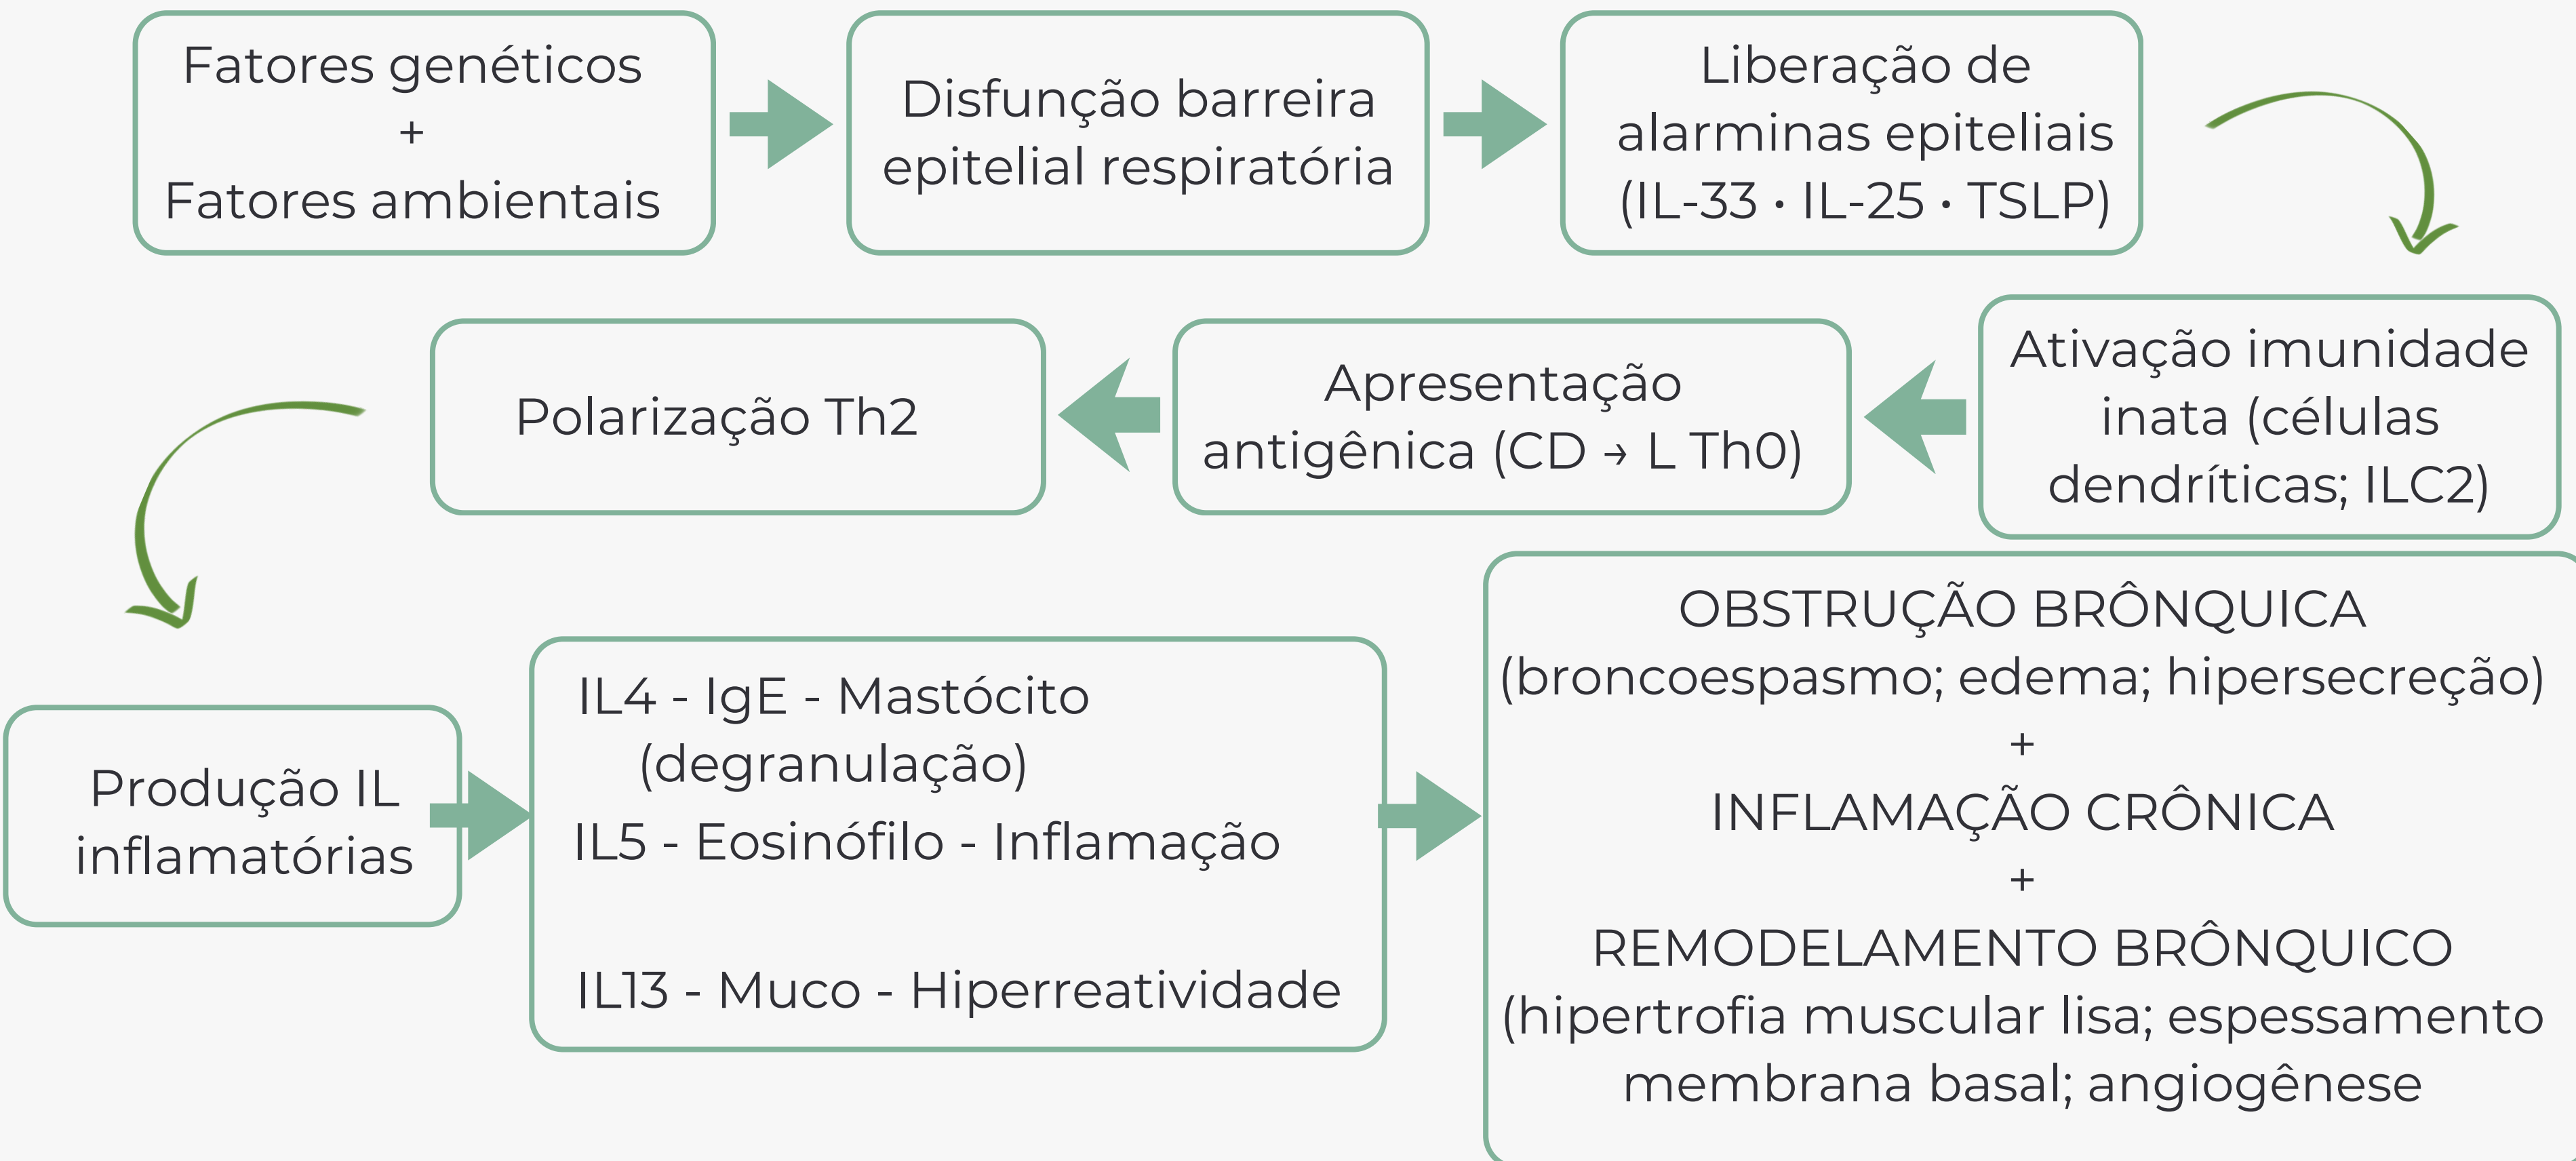 Fatores genéticos
+
Fatores ambientais
Disfunção barreira
epitelial respiratória
Liberação de
alarminas epiteliais
(IL-33 • IL-25 • TSLP)
Ativação imunidade
inata (células
dendríticas; ILC2)
Apresentação
antigênica (CD → L Th0)
Polarização Th2
Produção IL
inflamatórias
IL4 - IgE - Mastócito
(degranulação)
IL5 - Eosinófilo - Inflamação
IL13 - Muco - Hiperreatividade
OBSTRUÇÃO BRÔNQUICA
(broncoespasmo; edema; hipersecreção)
+
INFLAMAÇÃO CRÔNICA
+
REMODELAMENTO BRÔNQUICO
(hipertrofia muscular lisa; espessamento
membrana basal; angiogênese